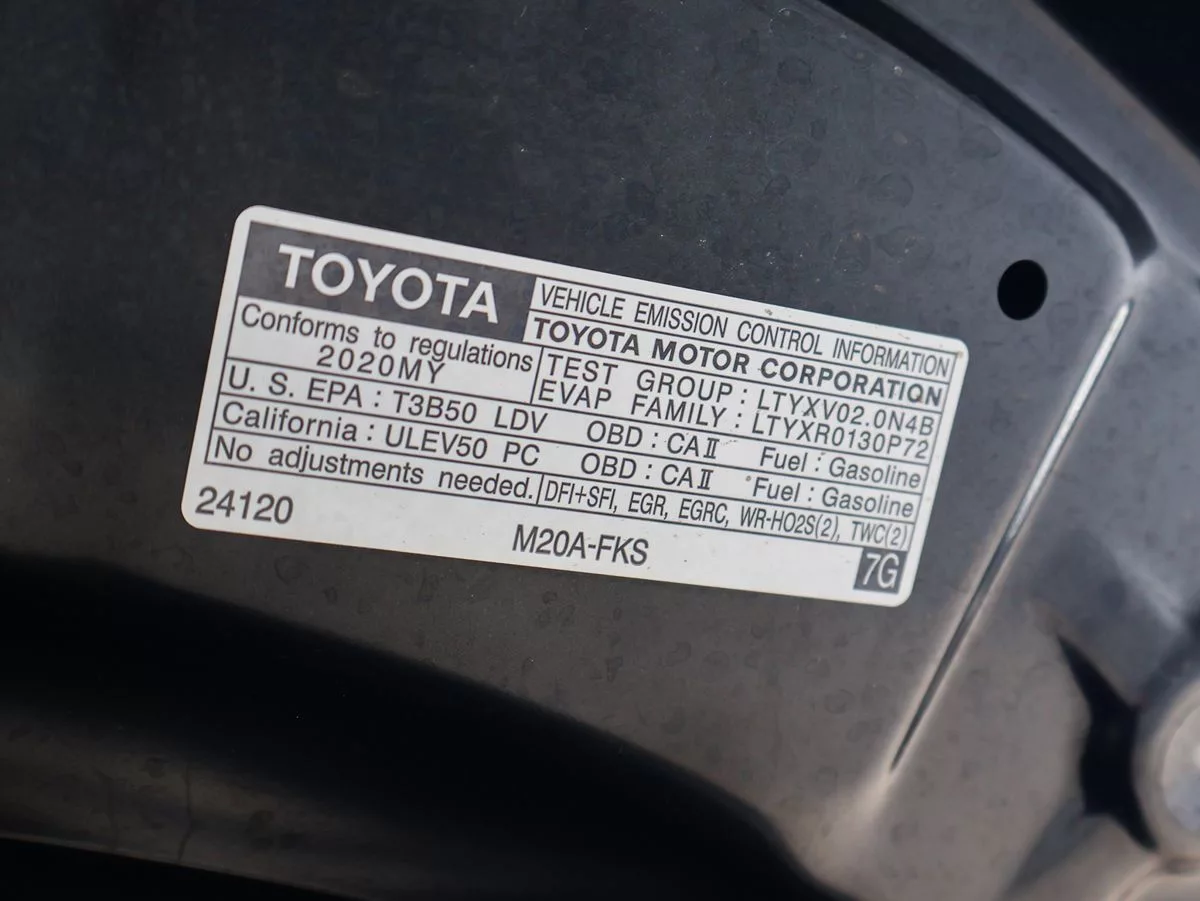 TOYOTA
VEHICLE EMISSION CONTROL INFORMATION
TOYOTA MOTOR CORPORATION
Conforms to regulations
2020MY
TEST GROUP : LTYXV02.0N4B
EVAP FAMILY : LTYXR0130P72
U. S. EPA : T3B50 LDV OBD : CAⅡ Fuel : Gasoline
California : ULEV50 PC OBD : CAⅡ Fuel : Gasoline
No adjustments needed. DFI+SFI, EGR, EGRC, WR-HO2S(2), TWC(2)
24120 M20A-FKS 7G